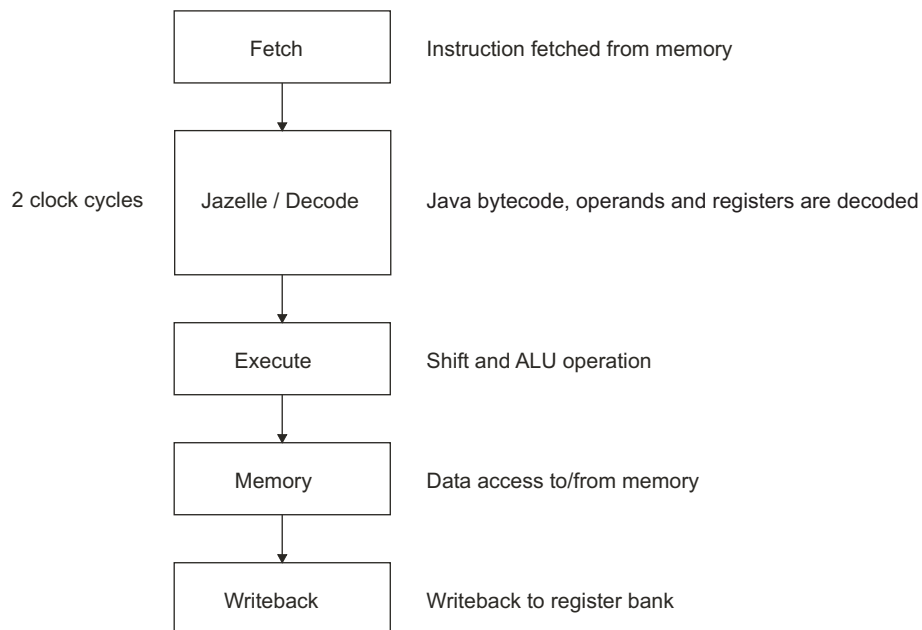 Fetch
Instruction fetched from memory
2 clock cycles
Jazelle / Decode
Java bytecode, operands and registers are decoded
Execute
Shift and ALU operation
Memory
Data access to/from memory
Writeback
Writeback to register bank